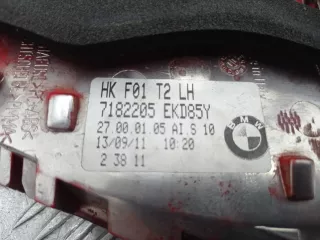 HK F01 T2 LH
7182205 EKD85Y
27.00.01 05 AI S 10
13/09/11 10:20
2 38 11
BMW